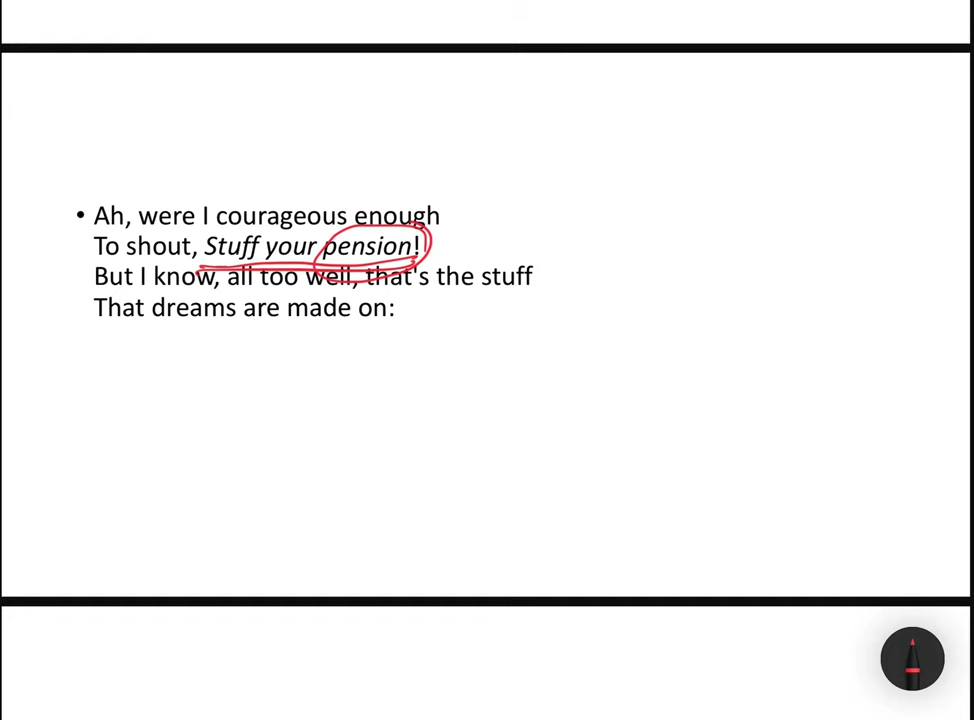 • Ah, were I courageous enough
To shout, Stuff your pension!
But I know, all too well, that's the stuff
That dreams are made on: